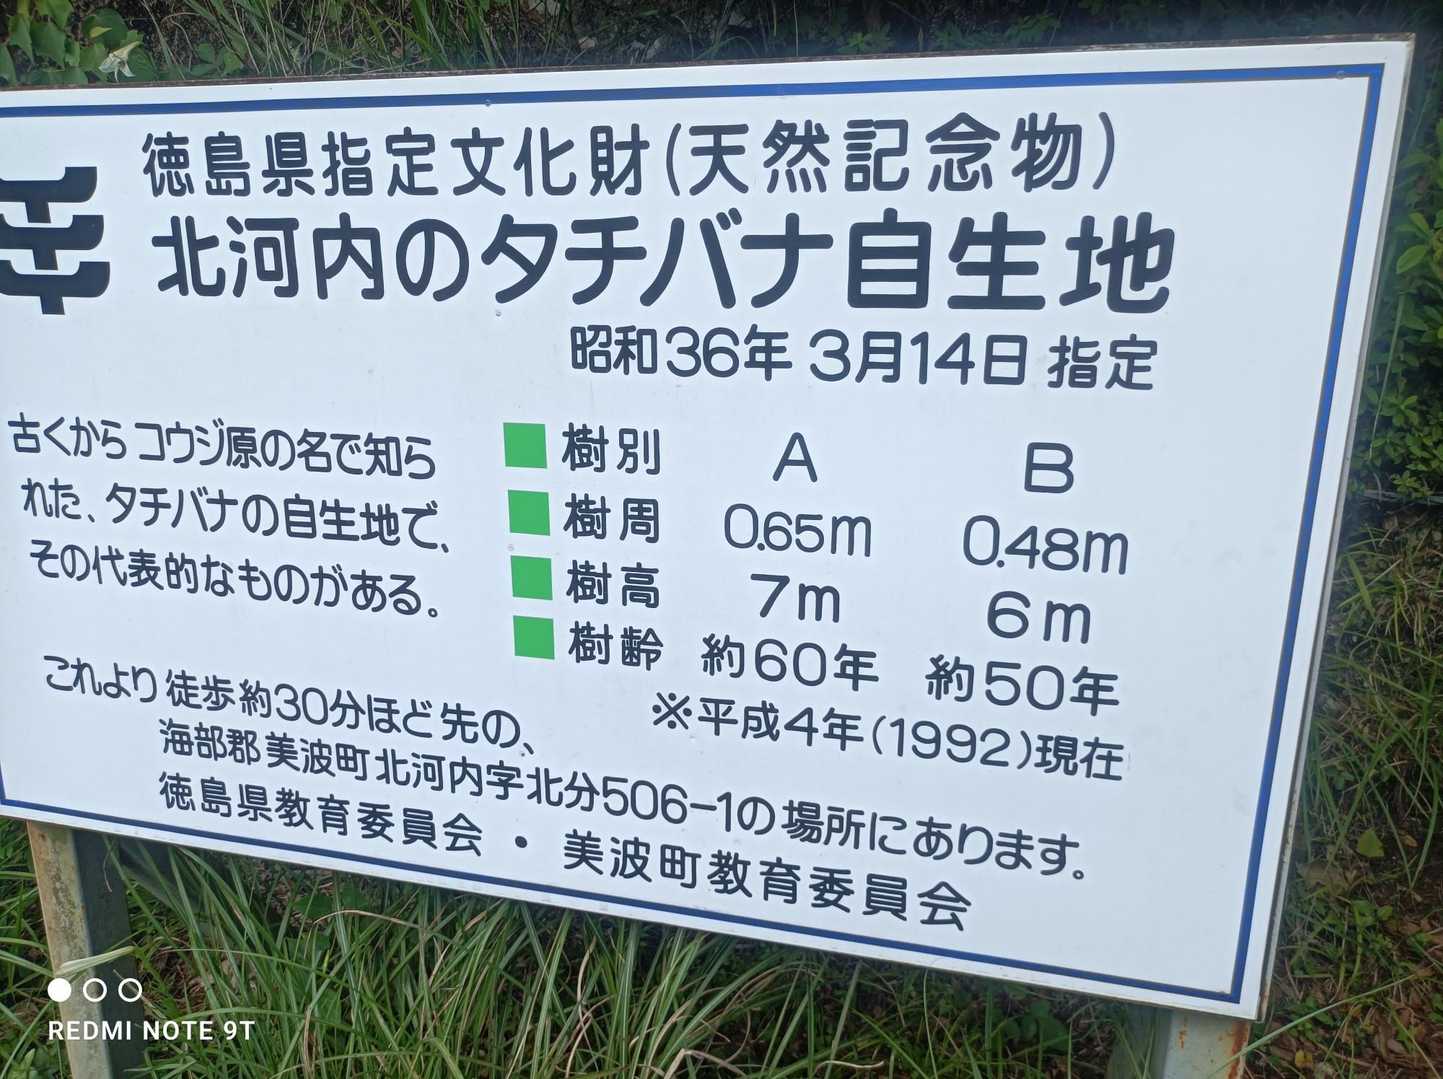 徳島県指定文化財(天然記念物)
北河内のタチバナ自生地
昭和36年 3月14日 指定
古くからコウジ原の名で知ら
れた、タチバナの自生地で、
その代表的なものがある。
樹別 A B
樹周 0.65m 0.48m
樹高 7m 6m
樹齢 約60年 約50年
※平成4年(1992)現在
これより徒歩約30分ほど先の、
海部郡美波町北河内字北分506-1の場所にあります。
徳島県教育委員会・美波町教育委員会
REDMI NOTE 9T